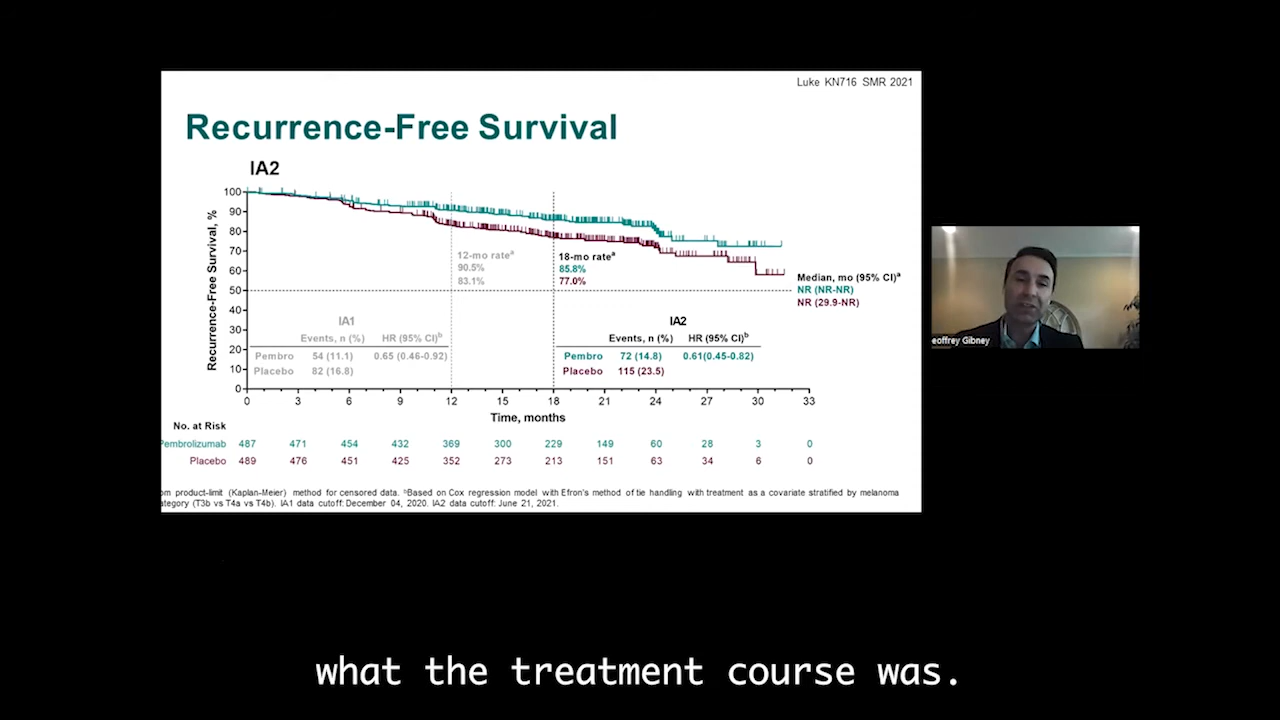 Luke KN716 SMR 2021
Recurrence-Free Survival
IA2
Recurrence-Free Survival, %
100
90
80
70
60
50
40
30
20
10
0
12-mo rateᵃ
90.5%
83.1%
18-mo rateᵃ
85.8%
77.0%
Median, mo (95% CI)ᵃ
NR (NR-NR)
NR (29.9-NR)
IA1
Events, n (%) HR (95% CI)ᵇ
Pembro 54 (11.1) 0.65 (0.46-0.92)
Placebo 82 (16.8)
IA2
Events, n (%) HR (95% CI)ᵇ
Pembro 72 (14.8) 0.61(0.45-0.82)
Placebo 115 (23.5)
0 3 6 9 12 15 18 21 24 27 30 33
Time, months
No. at Risk
Pembrolizumab 487 471 454 432 369 300 229 149 60 28 3 0
Placebo 489 476 451 425 352 273 213 151 63 34 6 0
om product-limit (Kaplan-Meier) method for censored data. ᵇBased on Cox regression model with Efron's method of tie handling with treatment as a covariate stratified by melanoma
ategory (T3b vs T4a vs T4b). IA1 data cutoff: December 04, 2020. IA2 data cutoff: June 21, 2021.
eoffrey Gibney
what the treatment course was.